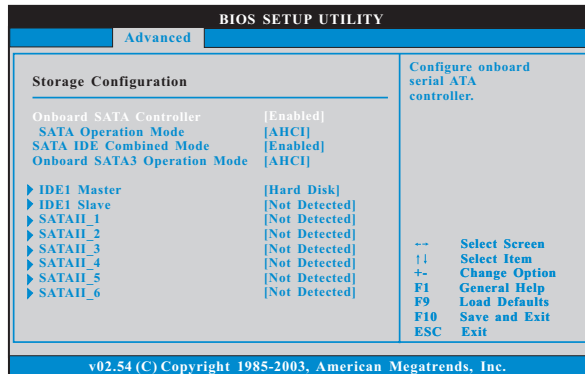 BIOS SETUP UTILITY
Advanced
Storage Configuration
Onboard SATA Controller [Enabled]
SATA Operation Mode [AHCI]
SATA IDE Combined Mode [Enabled]
Onboard SATA3 Operation Mode [AHCI]
IDE1 Master [Hard Disk]
IDE1 Slave [Not Detected]
SATAII_1 [Not Detected]
SATAII_2 [Not Detected]
SATAII_3 [Not Detected]
SATAII_4 [Not Detected]
SATAII_5 [Not Detected]
SATAII_6 [Not Detected]
Configure onboard
serial ATA
controller.
←→ Select Screen
↑↓ Select Item
+- Change Option
F1 General Help
F9 Load Defaults
F10 Save and Exit
ESC Exit
v02.54 (C) Copyright 1985-2003, American Megatrends, Inc.